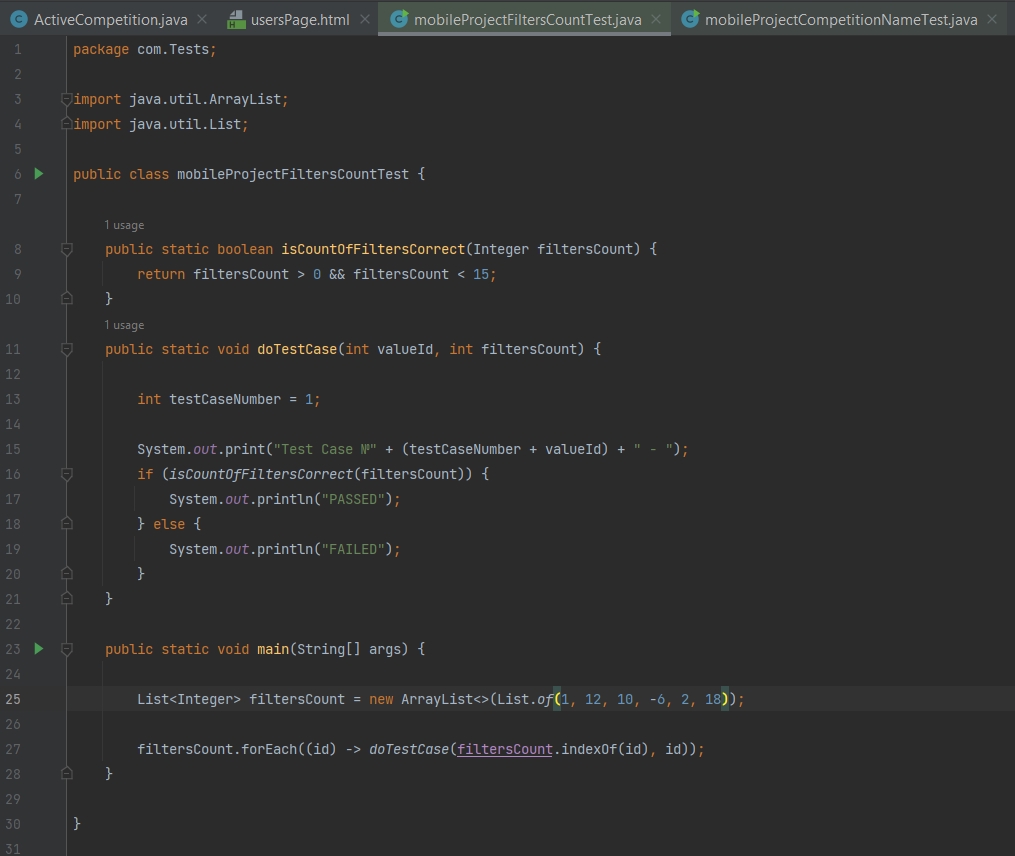 ActiveCompetition.java
usersPage.html
mobileProjectFiltersCountTest.java
mobileProjectCompetitionNameTest.java
1 package com.Tests;
2
3 import java.util.ArrayList;
4 import java.util.List;
5
6 public class mobileProjectFiltersCountTest {
7
1 usage
8 public static boolean isCountOfFiltersCorrect(Integer filtersCount) {
9 return filtersCount > 0 && filtersCount < 15;
10 }
1 usage
11 public static void doTestCase(int valueId, int filtersCount) {
12
13 int testCaseNumber = 1;
14
15 System.out.print("Test Case №" + (testCaseNumber + valueId) + " - ");
16 if (isCountOfFiltersCorrect(filtersCount)) {
17 System.out.println("PASSED");
18 } else {
19 System.out.println("FAILED");
20 }
21 }
22
23 public static void main(String[] args) {
24
25 List<Integer> filtersCount = new ArrayList<>(List.of(1, 12, 10, -6, 2, 18));
26
27 filtersCount.forEach((id) -> doTestCase(filtersCount.indexOf(id), id));
28 }
29
30 }
31